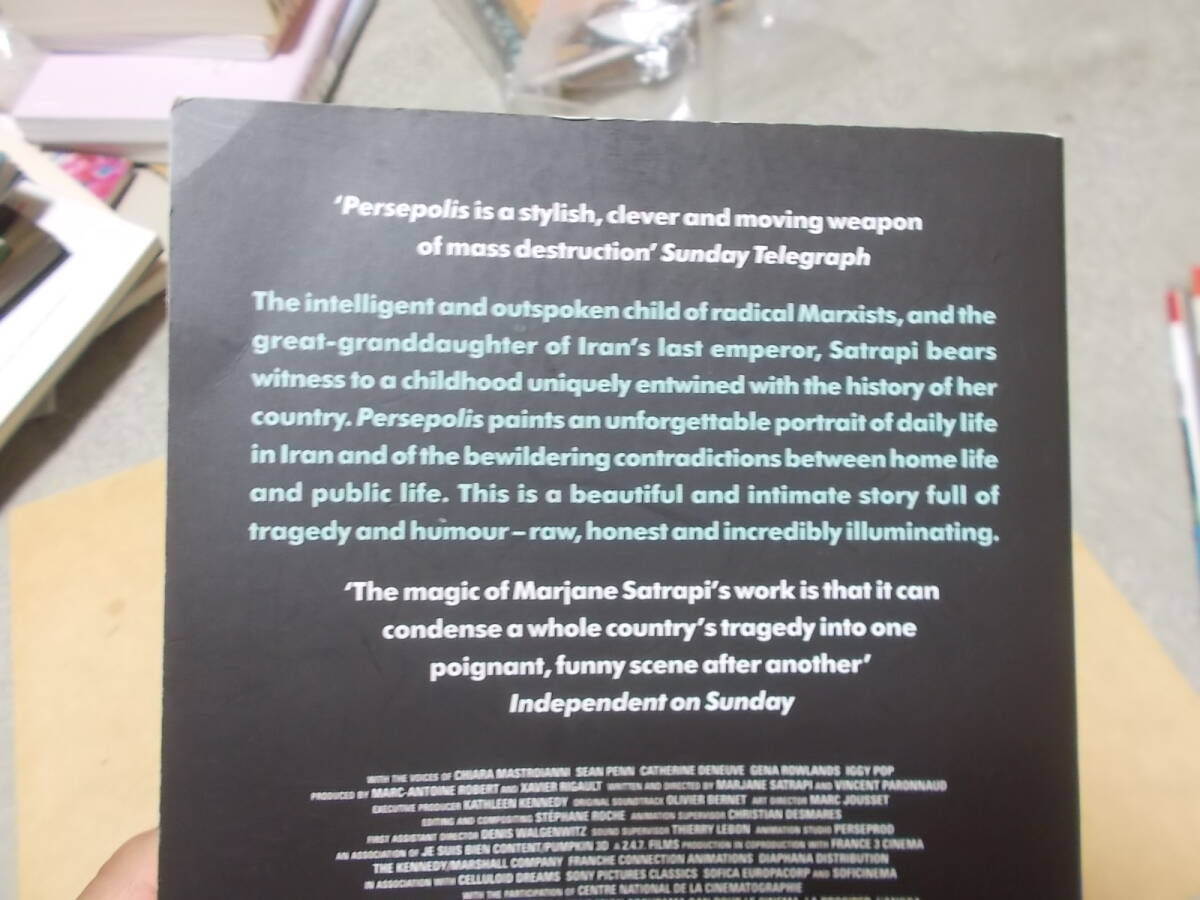 ‘Persepolis is a stylish, clever and moving weapon
of mass destruction’ Sunday Telegraph
The intelligent and outspoken child of radical Marxists, and the
great-granddaughter of Iran’s last emperor, Satrapi bears
witness to a childhood uniquely entwined with the history of her
country. Persepolis paints an unforgettable portrait of daily life
in Iran and of the bewildering contradictions between home life
and public life. This is a beautiful and intimate story full of
tragedy and humour – raw, honest and incredibly illuminating.
‘The magic of Marjane Satrapi’s work is that it can
condense a whole country’s tragedy into one
poignant, funny scene after another’
Independent on Sunday
WITH THE VOICES OF CHIARA MASTROIANNI SEAN PENN CATHERINE DENEUVE GENA ROWLANDS IGGY POP
PRODUCED BY MARC-ANTOINE ROBERT AND XAVIER RIGAULT WRITTEN AND DIRECTED BY MARJANE SATRAPI AND VINCENT PARONNAUD
EXECUTIVE PRODUCER KATHLEEN KENNEDY ORIGINAL SOUNDTRACK OLIVIER BERNET ART DIRECTOR MARC JOUSSET
EDITING AND COMPOSITING STÉPHANE ROCHE ANIMATION SUPERVISOR CHRISTIAN DESMARES
FIRST ASSISTANT DIRECTOR DENIS WALGENWITZ SOUND SUPERVISOR THIERRY LEBON ANIMATION STUDIO PERSEPROD
AN ASSOCIATION OF JE SUIS BIEN CONTENT/PUMPKIN 3D A 2.4.7. FILMS PRODUCTION IN COPRODUCTION WITH FRANCE 3 CINEMA
THE KENNEDY/MARSHALL COMPANY FRANCHE CONNECTION ANIMATIONS DIAPHANA DISTRIBUTION
IN ASSOCIATION WITH CELLULOID DREAMS SONY PICTURES CLASSICS SOFICA EUROPACORP AND SOFICINEMA
WITH THE PARTICIPATION OF CENTRE NATIONAL DE LA CINEMATOGRAPHIE